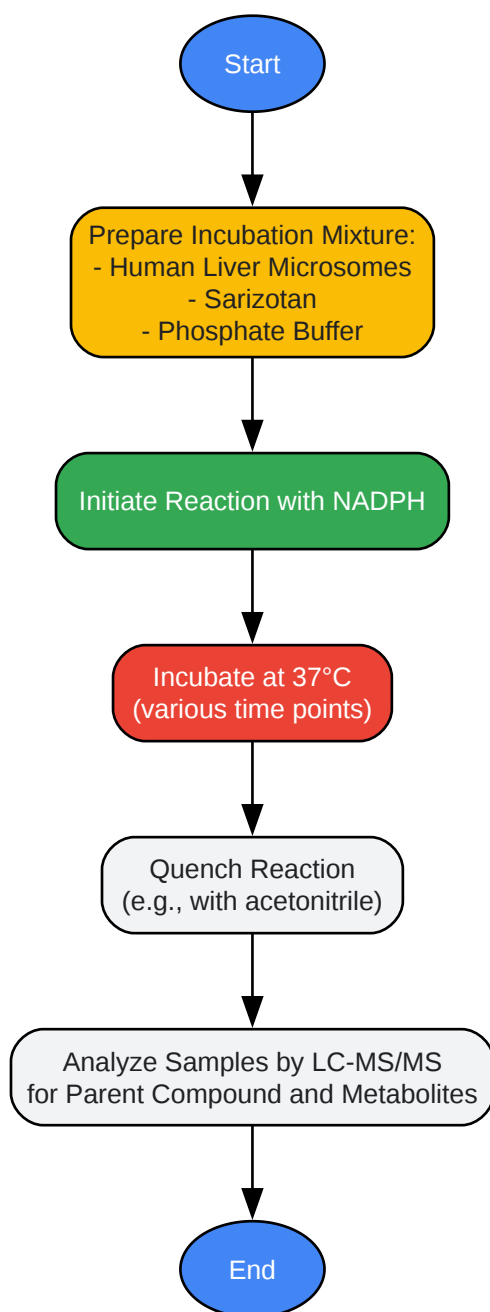 Start
Prepare Incubation Mixture:
- Human Liver Microsomes
- Sarizotan
- Phosphate Buffer
Initiate Reaction with NADPH
Incubate at 37°C
(various time points)
Quench Reaction
(e.g., with acetonitrile)
Analyze Samples by LC-MS/MS
for Parent Compound and Metabolites
End